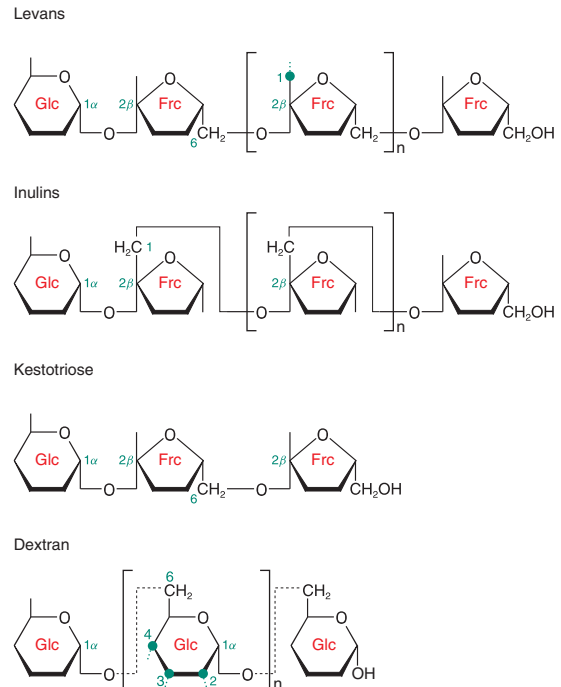 Levans
O O 1 O O
Glc 1α 2β Frc 2β Frc Frc
O CH2 O CH2 O CH2OH
6 n
Inulins
H2C 1 H2C
O O O O
Glc 1α 2β Frc 2β Frc Frc
O O O CH2OH
n
Kestotriose
O O O
Glc 1α 2β Frc 2β Frc
O CH2 O CH2OH
6
Dextran
6
CH2 CH2
O O O
4
Glc 1α Glc 1α Glc
O 3 2 O OH
n